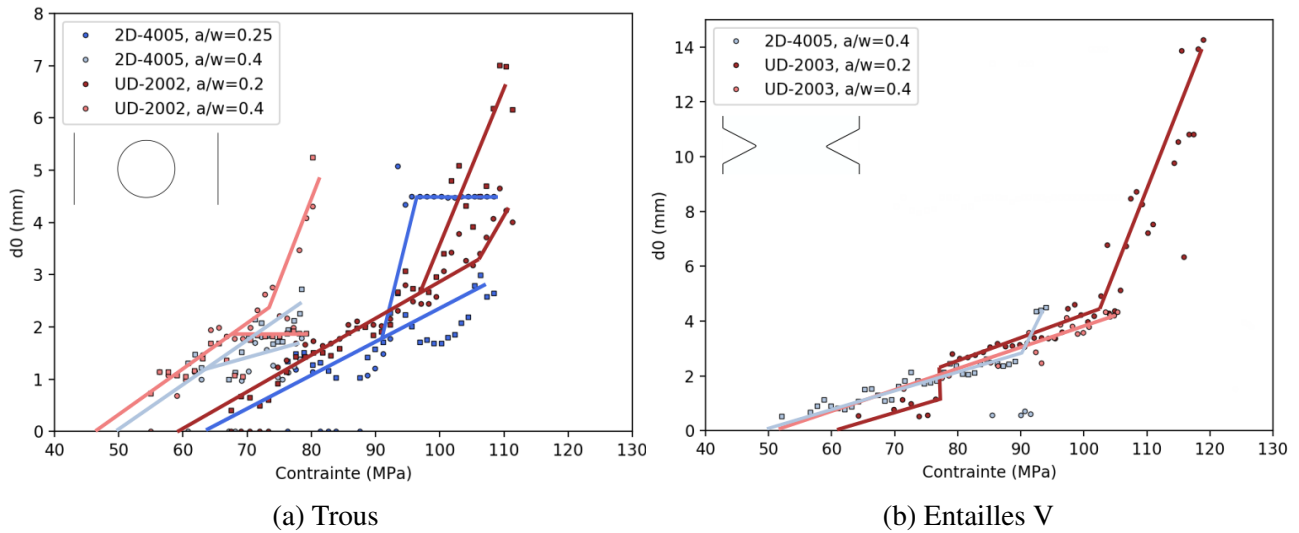 8
7
6
5
4
3
2
1
0
d0 (mm)
2D-4005, a/w=0.25
2D-4005, a/w=0.4
UD-2002, a/w=0.2
UD-2002, a/w=0.4
40 50 60 70 80 90 100 110 120 130
Contrainte (MPa)
(a) Trous
14
12
10
8
6
4
2
0
d0 (mm)
2D-4005, a/w=0.4
UD-2003, a/w=0.2
UD-2003, a/w=0.4
40 50 60 70 80 90 100 110 120 130
Contrainte (MPa)
(b) Entailles V